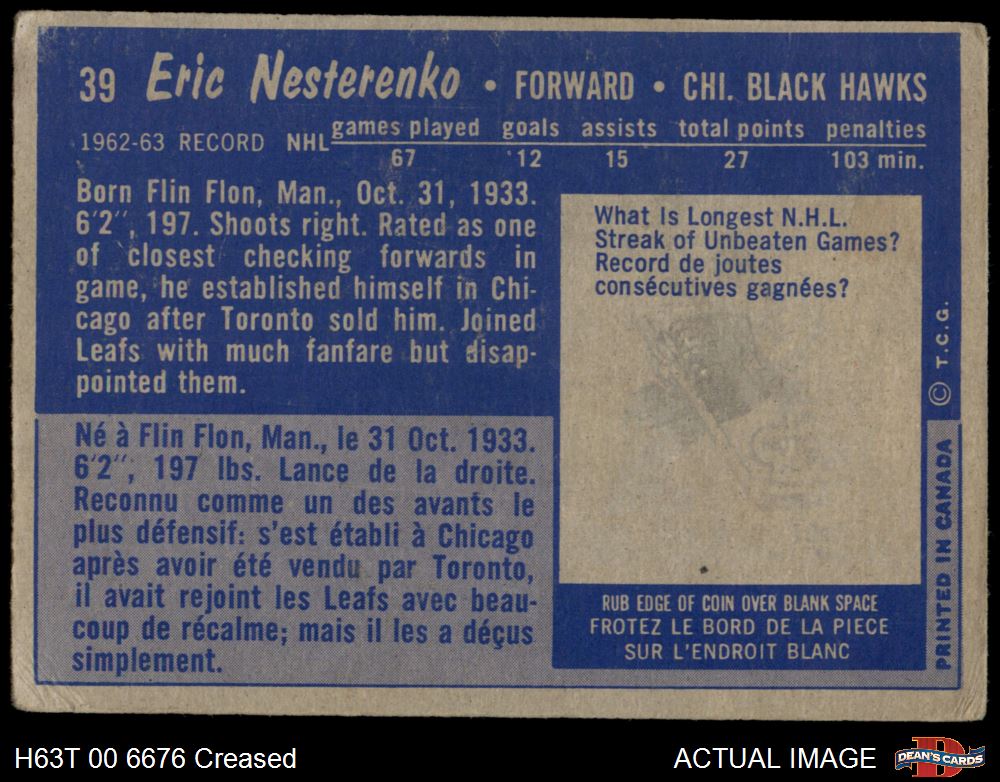 39 Eric Nesterenko • FORWARD • CHI. BLACK HAWKS
1962-63 RECORD NHL games played goals assists total points penalties
67 12 15 27 103 min.
Born Flin Flon, Man., Oct. 31, 1933.
6'2", 197. Shoots right. Rated as one
of closest checking forwards in
game, he established himself in Chi-
cago after Toronto sold him. Joined
Leafs with much fanfare but disap-
pointed them.
Né à Flin Flon, Man., le 31 Oct. 1933.
6'2", 197 lbs. Lance de la droite.
Reconnu comme un des avants le
plus défensif: s'est établi à Chicago
après avoir été vendu par Toronto,
il avait rejoint les Leafs avec beau-
coup de récalme; mais il les a déçus
simplement.
What Is Longest N.H.L.
Streak of Unbeaten Games?
Record de joutes
consécutives gagnées?
RUB EDGE OF COIN OVER BLANK SPACE
FROTEZ LE BORD DE LA PIECE
SUR L'ENDROIT BLANC
PRINTED IN CANADA © T.C.G.
H63T 00 6676 Creased
ACTUAL IMAGE
D
DEAN'S CARDS